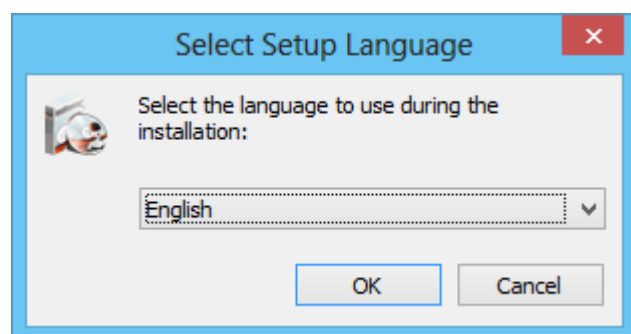 Select Setup Language
Select the language to use during the
installation:
English
OK
Cancel